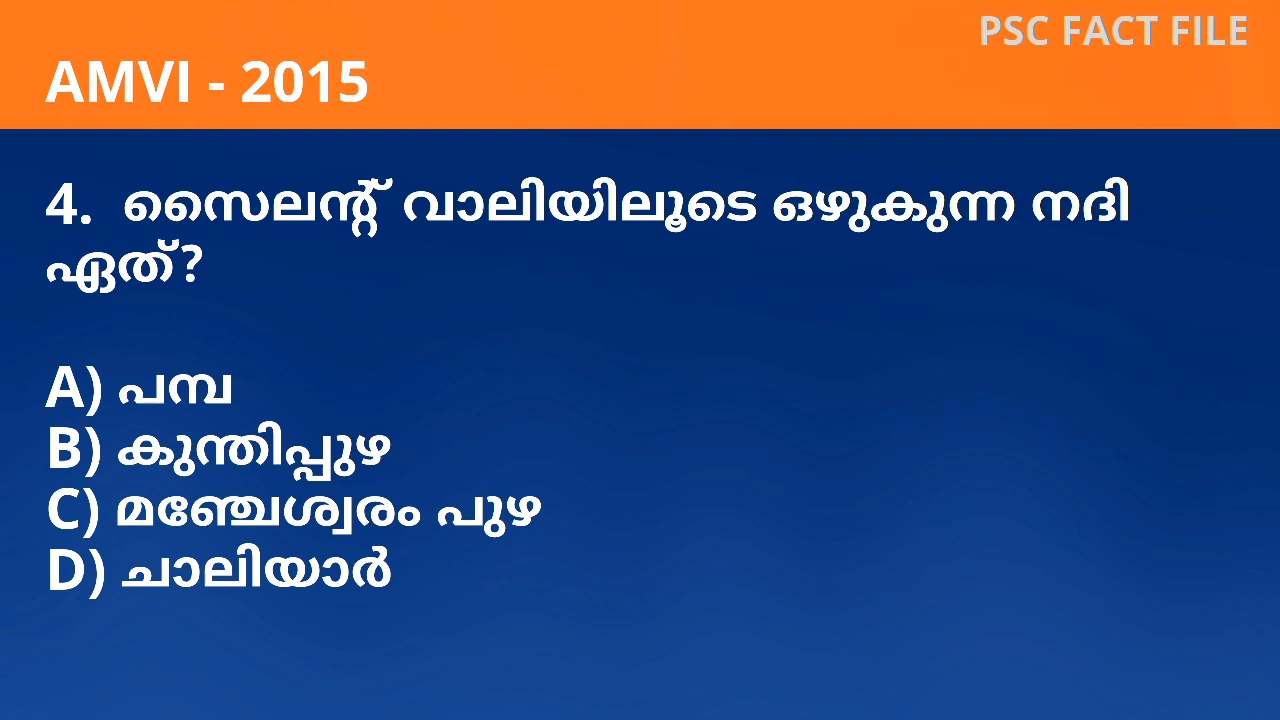 PSC FACT FILE
AMVI - 2015
4. സൈലന്റ് വാലിയിലൂടെ ഒഴുകുന്ന നദി
ഏത്?
A) പമ്പ
B) കുന്തിപ്പുഴ
C) മഞ്ചേശ്വരം പുഴ
D) ചാലിയാർ